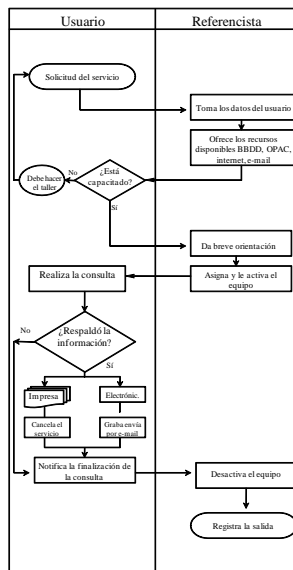 Usuario
Referencista
Solicitud del servicio
Toma los datos del usuario
Ofrece los recursos
disponibles BBDD, OPAC,
internet, e-mail
¿Está
capacitado?
No
Debe hacer
el taller
Sí
Da breve orientación
Asigna y le activa el
equipo
Realiza la consulta
¿Respaldó la
información?
No
Sí
Impresa
Electrónic.
Cancela el
servicio
Graba envía
por e-mail
Notifica la finalización de
la consulta
Desactiva el equipo
Registra la salida